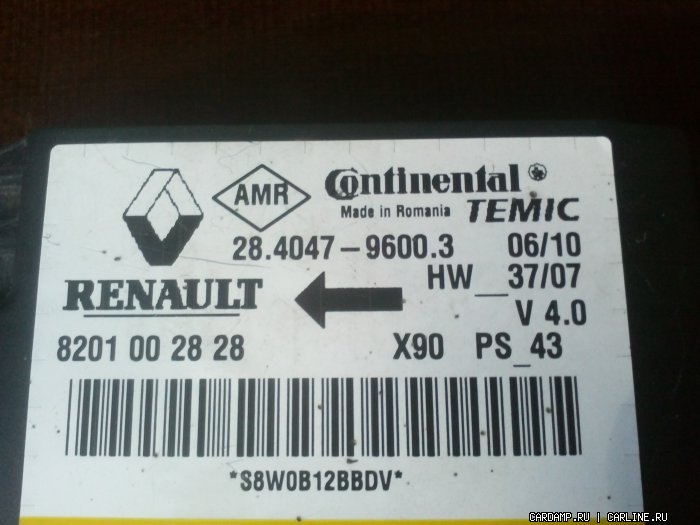 AMR
Continental
Made in Romania TEMIC
28.4047-9600.3 06/10
RENAULT
HW__37/07
V 4.0
8201 00 28 28 X90 PS_43
*S8W0B12BBDV*
CARDAMP.RU | CARLINE.RU